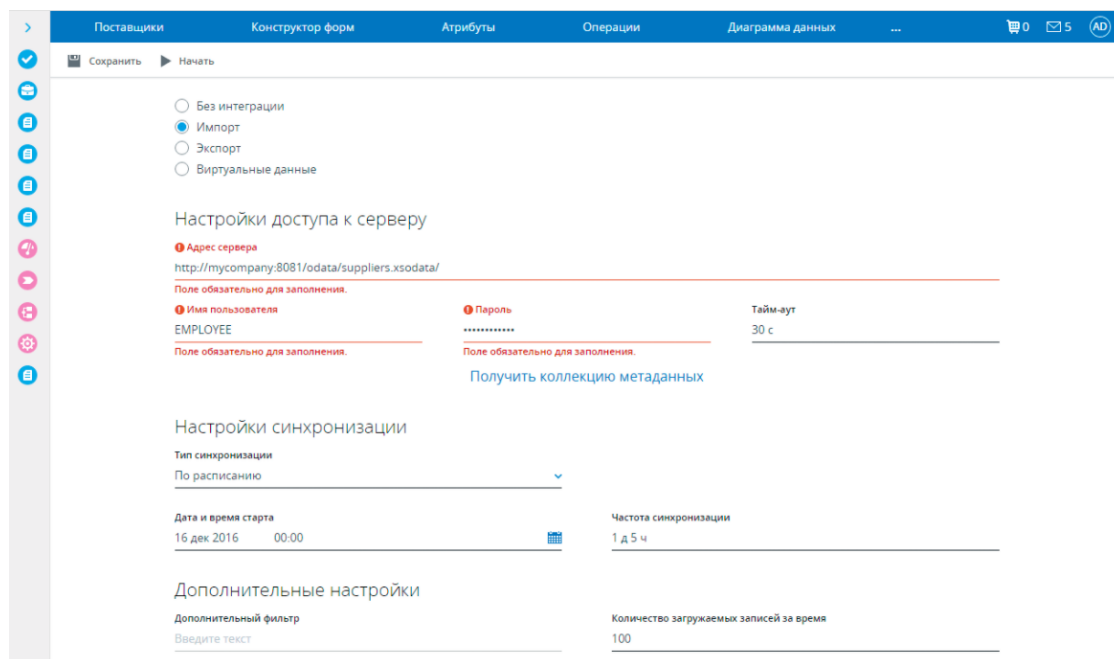 Поставщики Конструктор форм Атрибуты Операции Диаграмма данных ... 0 5 AD
Сохранить Начать
Без интеграции
Импорт
Экспорт
Виртуальные данные
Настройки доступа к серверу
Адрес сервера
http://mycompany:8081/odata/suppliers.xsodata/
Поле обязательно для заполнения.
Имя пользователя Пароль Тайм-аут
EMPLOYEE •••••••••••• 30 с
Поле обязательно для заполнения. Поле обязательно для заполнения.
Получить коллекцию метаданных
Настройки синхронизации
Тип синхронизации
По расписанию
Дата и время старта Частота синхронизации
16 дек 2016 00:00 1 д 5 ч
Дополнительные настройки
Дополнительный фильтр Количество загружаемых записей за время
Введите текст 100